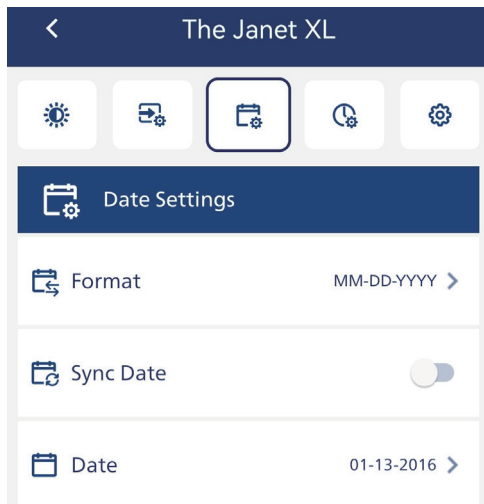 The Janet XL
Date Settings
Format MM-DD-YYYY
Sync Date
Date 01-13-2016